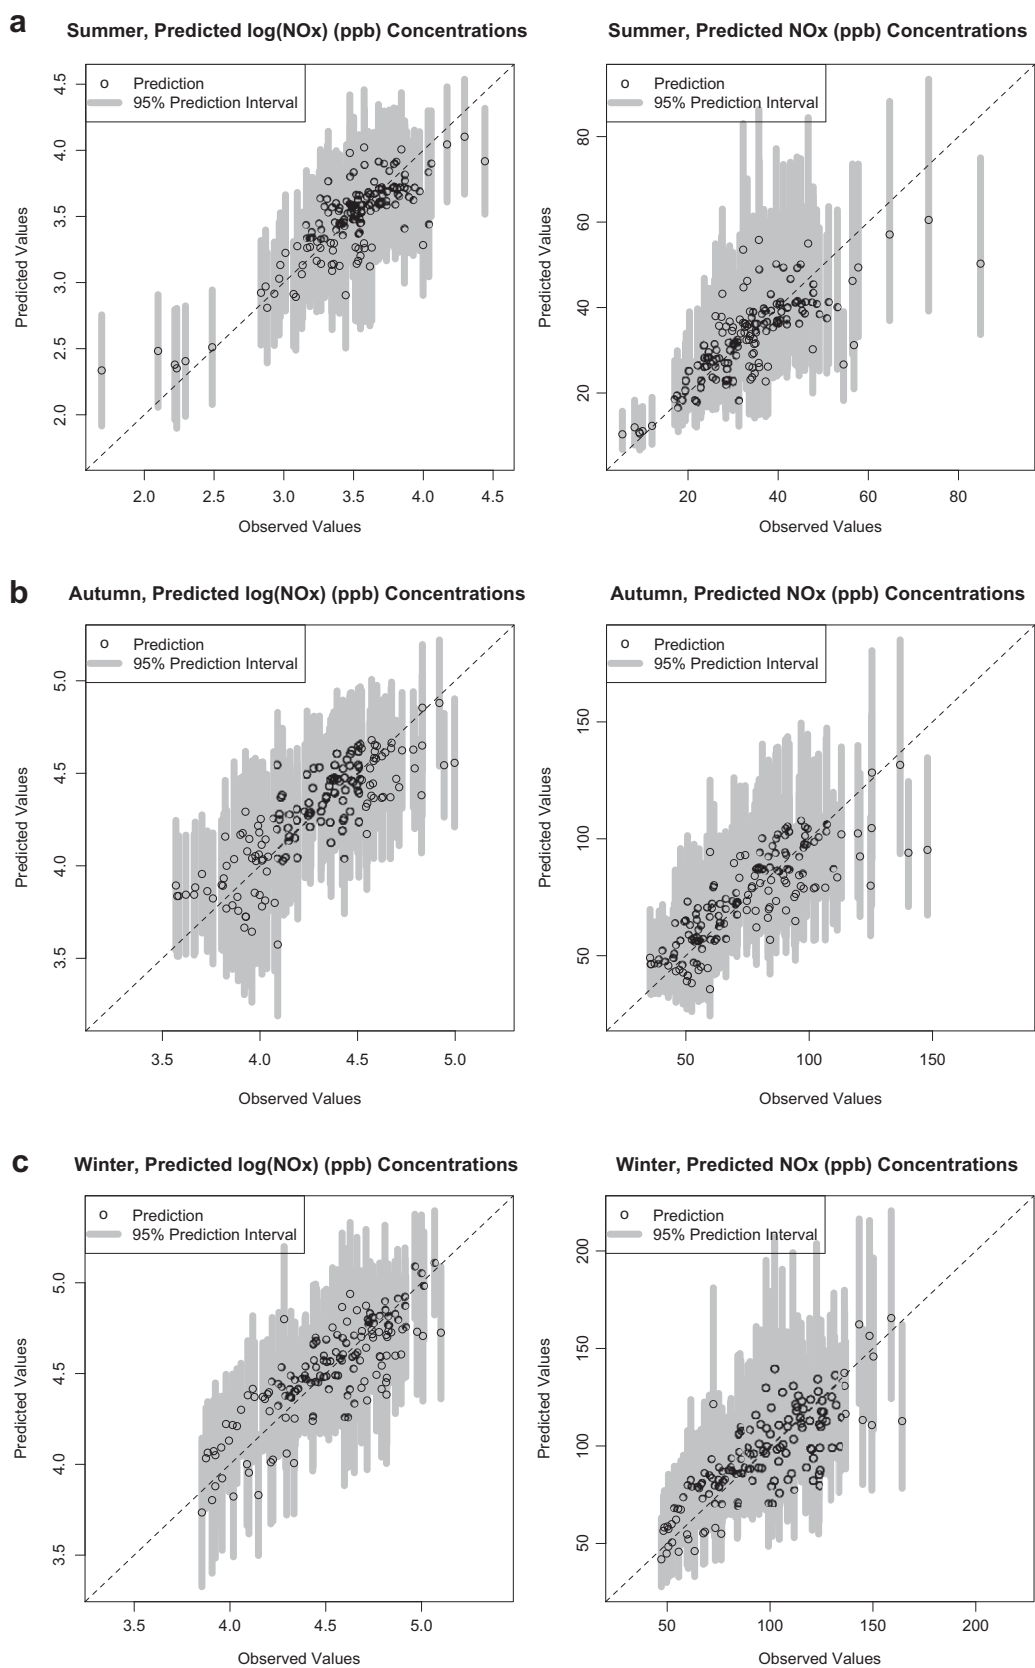 a
Summer, Predicted log(NOx) (ppb) Concentrations
Summer, Predicted NOx (ppb) Concentrations
o Prediction
95% Prediction Interval
o Prediction
95% Prediction Interval
Predicted Values
4.5
4.0
3.5
3.0
2.5
2.0
2.0 2.5 3.0 3.5 4.0 4.5
Observed Values
Predicted Values
80
60
40
20
20 40 60 80
Observed Values
b
Autumn, Predicted log(NOx) (ppb) Concentrations
Autumn, Predicted NOx (ppb) Concentrations
o Prediction
95% Prediction Interval
o Prediction
95% Prediction Interval
Predicted Values
5.0
4.5
4.0
3.5
3.5 4.0 4.5 5.0
Observed Values
Predicted Values
150
100
50
50 100 150
Observed Values
c
Winter, Predicted log(NOx) (ppb) Concentrations
Winter, Predicted NOx (ppb) Concentrations
o Prediction
95% Prediction Interval
o Prediction
95% Prediction Interval
Predicted Values
5.0
4.5
4.0
3.5
3.5 4.0 4.5 5.0
Observed Values
Predicted Values
200
150
100
50
50 100 150 200
Observed Values